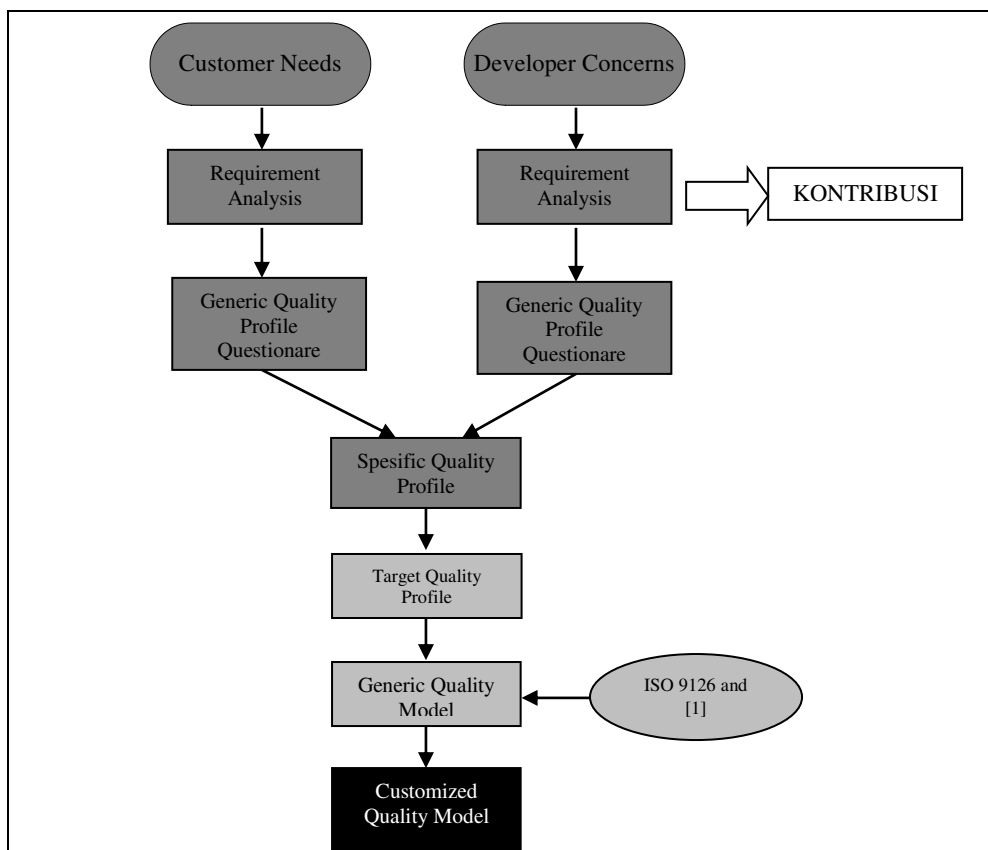 Customer Needs
Developer Concerns
Requirement
Analysis
Requirement
Analysis
KONTRIBUSI
Generic Quality
Profile
Questionare
Generic Quality
Profile
Questionare
Spesific Quality
Profile
Target Quality
Profile
Generic Quality
Model
ISO 9126 and
[1]
Customized
Quality Model